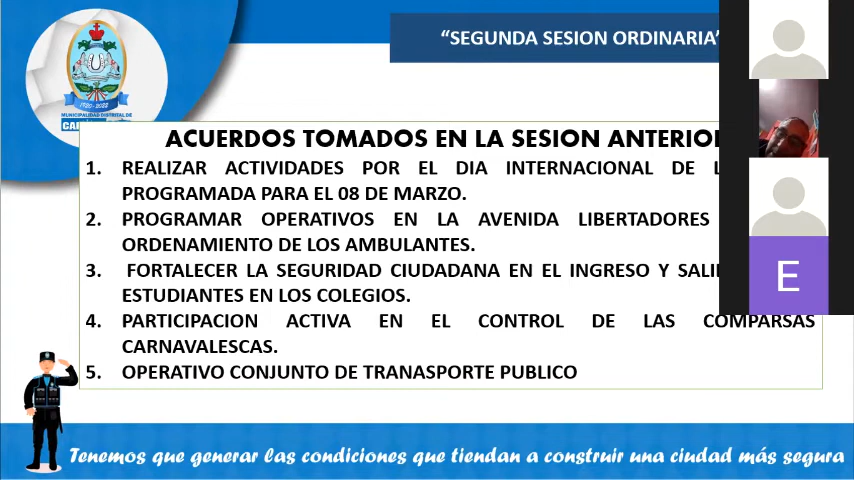 “SEGUNDA SESION ORDINARIA”
1720-2022
MUNICIPALIDAD DISTRITAL DE
ACUERDOS TOMADOS EN LA SESION
1. REALIZAR ACTIVIDADES POR EL DIA INTERNACIONAL DE
PROGRAMADA PARA EL 08 DE MARZO.
2. PROGRAMAR OPERATIVOS EN LA AVENIDA LIBERTADORES
ORDENAMIENTO DE LOS AMBULANTES.
3. FORTALECER LA SEGURIDAD CIUDADANA EN EL INGRESO Y
ESTUDIANTES EN LOS COLEGIOS.
4. PARTICIPACION ACTIVA EN EL CONTROL DE LAS COMPARSAS
CARNAVALESCAS.
5. OPERATIVO CONJUNTO DE TRANASPORTE PUBLICO
E
Tenemos que generar las condiciones que tiendan a construir una ciudad más segura